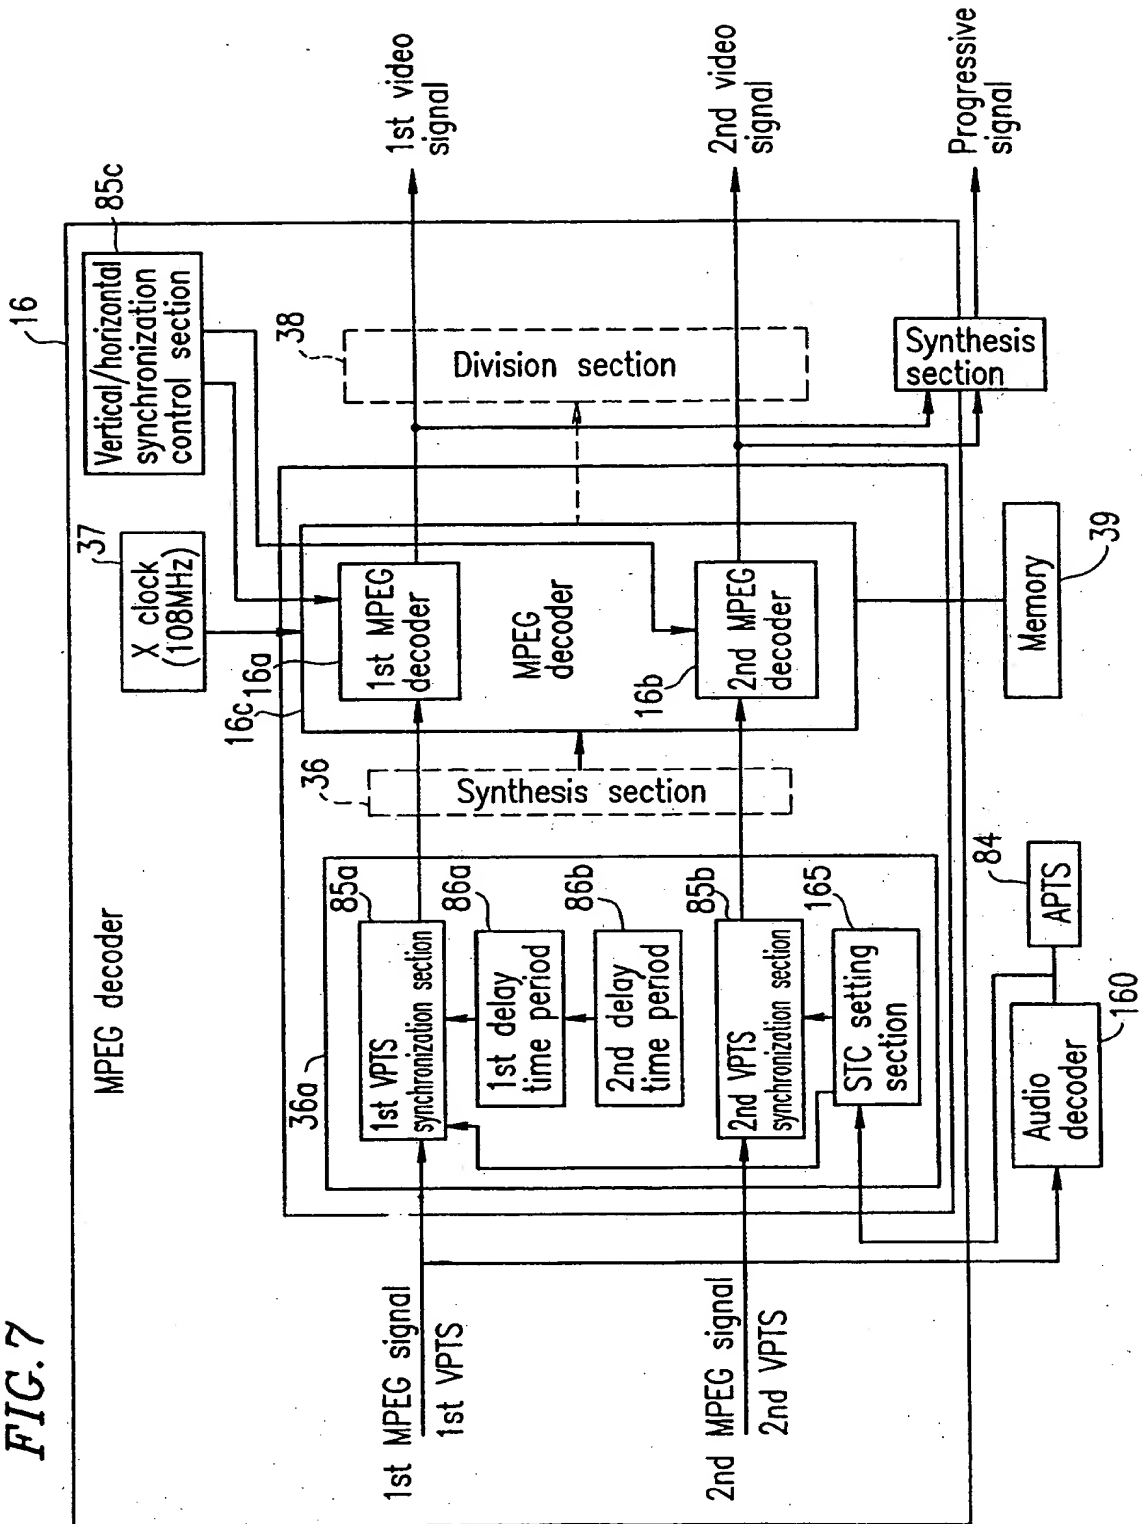 FIG. 7
MPEG decoder
16
X clock
(108MHz)
37
Vertical/horizontal
synchronization
control section
85c
1st MPEG signal
1st VPTS
2nd MPEG signal
2nd VPTS
36a
1st VPTS
synchronization section
85a
1st delay
time period
86a
2nd delay
time period
86b
2nd VPTS
synchronization section
85b
STC setting
section
165
Synthesis section
36
16c
16a
1st MPEG
decoder
MPEG
decoder
16b
2nd MPEG
decoder
Division section
38
1st video
signal
2nd video
signal
Synthesis
section
Progressive
signal
Audio
decoder
160
APTS
84
Memory
39